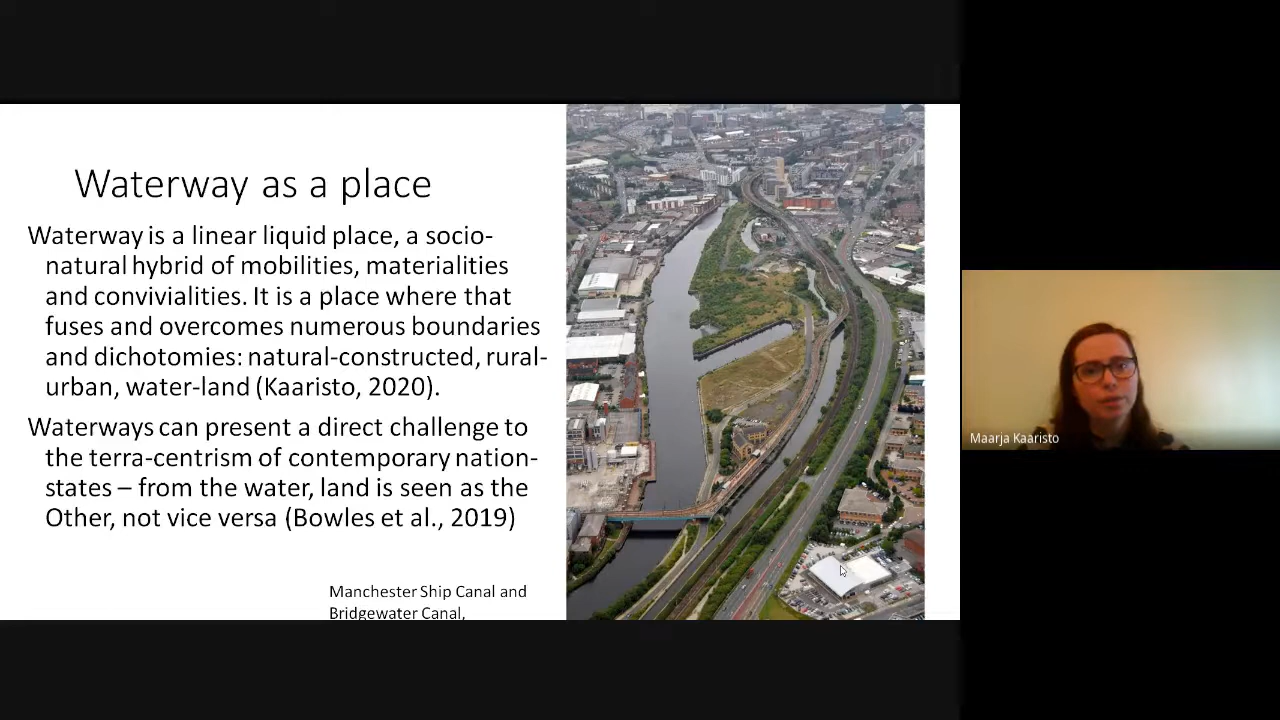 Waterway as a place
Waterway is a linear liquid place, a socio-
natural hybrid of mobilities, materialities
and convivialities. It is a place where that
fuses and overcomes numerous boundaries
and dichotomies: natural-constructed, rural-
urban, water-land (Kaaristo, 2020).
Waterways can present a direct challenge to
the terra-centrism of contemporary nation-
states – from the water, land is seen as the
Other, not vice versa (Bowles et al., 2019)
Manchester Ship Canal and
Bridgewater Canal,
Maarja Kaaristo